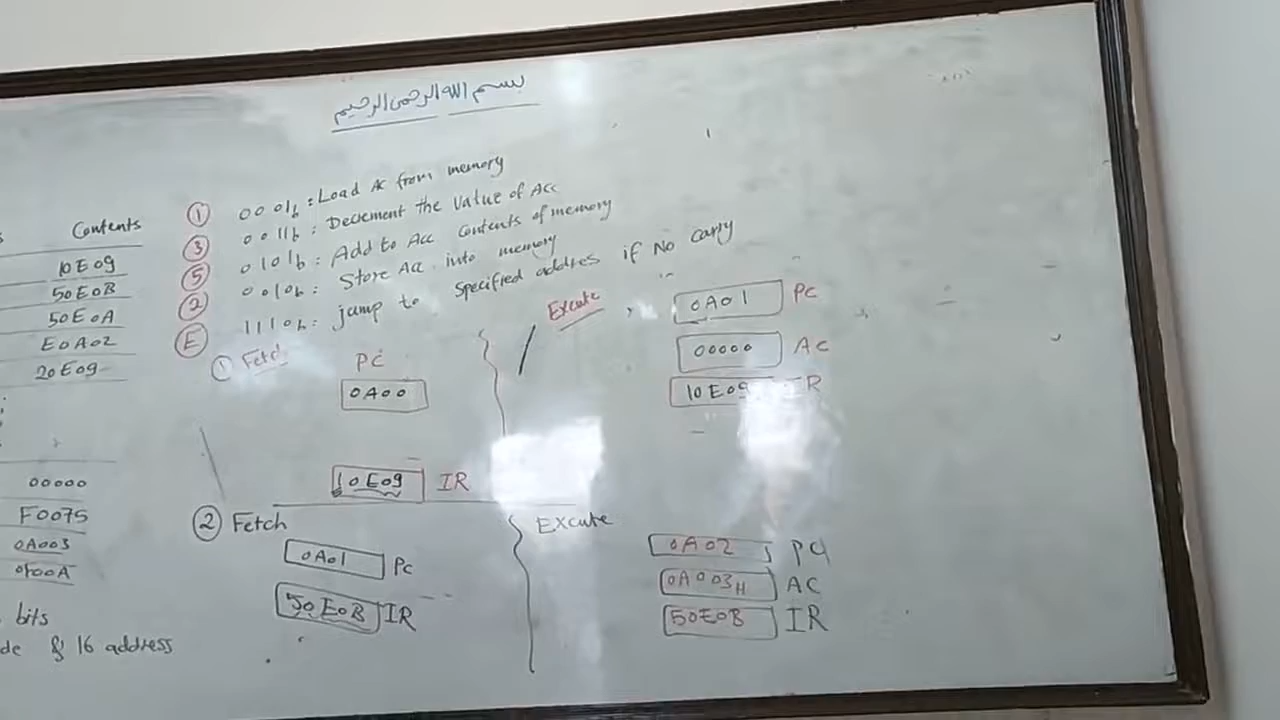 بسم الله الرحمن الرحيم
Contents
10E09
50E0B
50E0A
E0A02
20E09
00000
F0075
0A003
0F00A
bits
de & 16 address
① 0001b : Load Ac from memory
③ 0011b : Decrement the value of Acc
⑤ 0101b : Add to Acc contents of memory
② 0010b : Store Acc into memory
Ⓔ 1110b : jump to specified addres if No carry
① Fetch
PC
0A00
10E09 IR
Excute
0A01 PC
00000 AC
10E09 IR
② Fetch
0A01 PC
50E0B IR
EXcute
0A02 PC
0A003H AC
50E0B IR